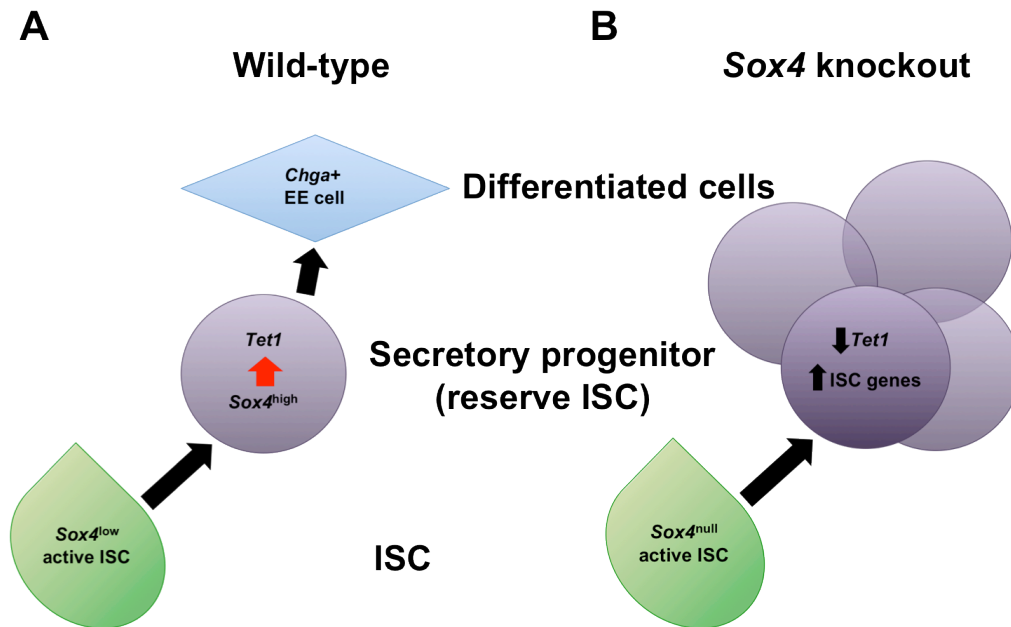 A
B
Wild-type
Sox4 knockout
Chga+
EE cell
Differentiated cells
Tet1
Sox4high
Secretory progenitor
(reserve ISC)
Tet1
ISC genes
Sox4low
active ISC
ISC
Sox4null
active ISC